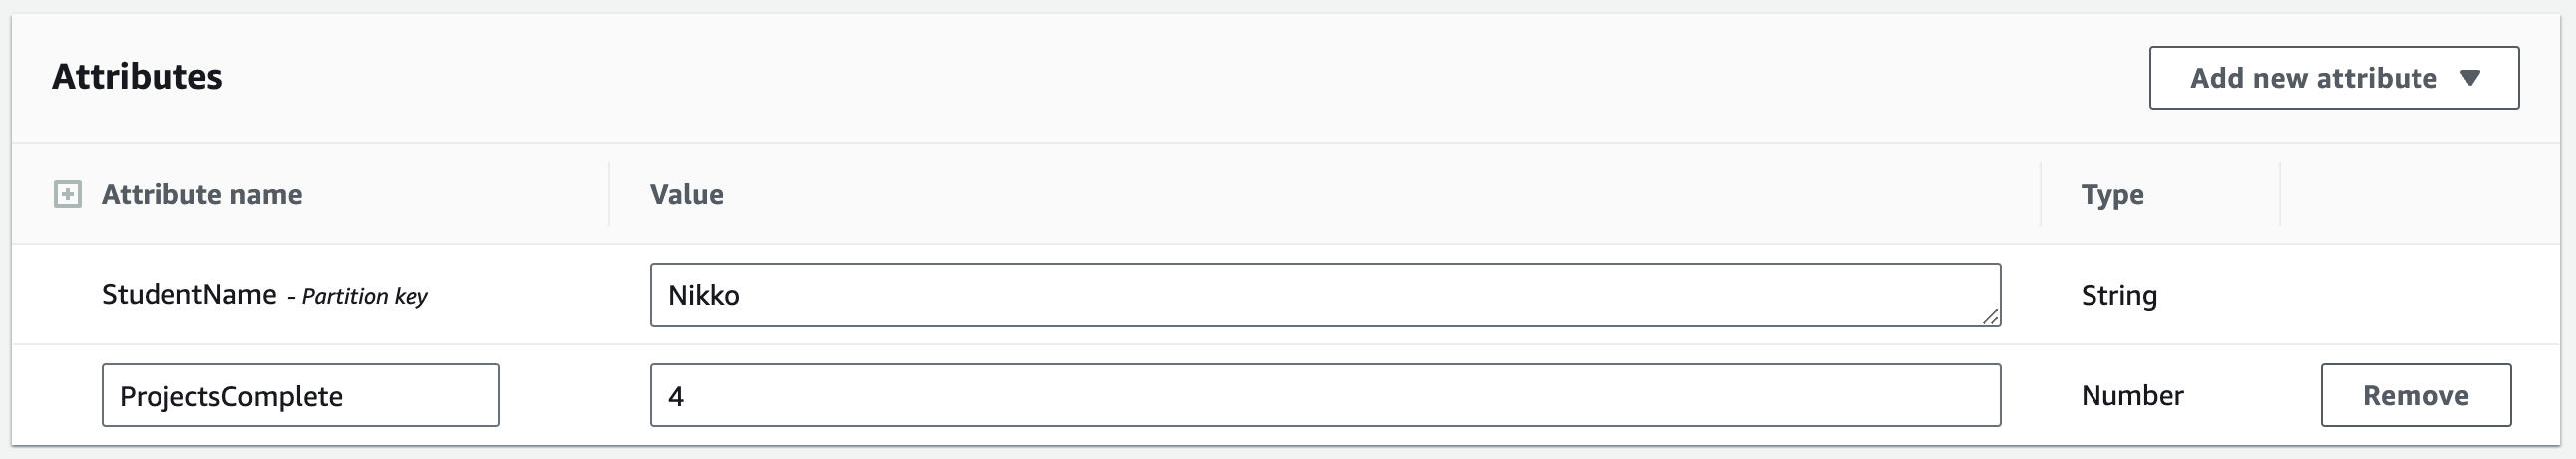 Attributes
Add new attribute
Attribute name
Value
Type
StudentName - Partition key
Nikko
String
ProjectsComplete
4
Number
Remove